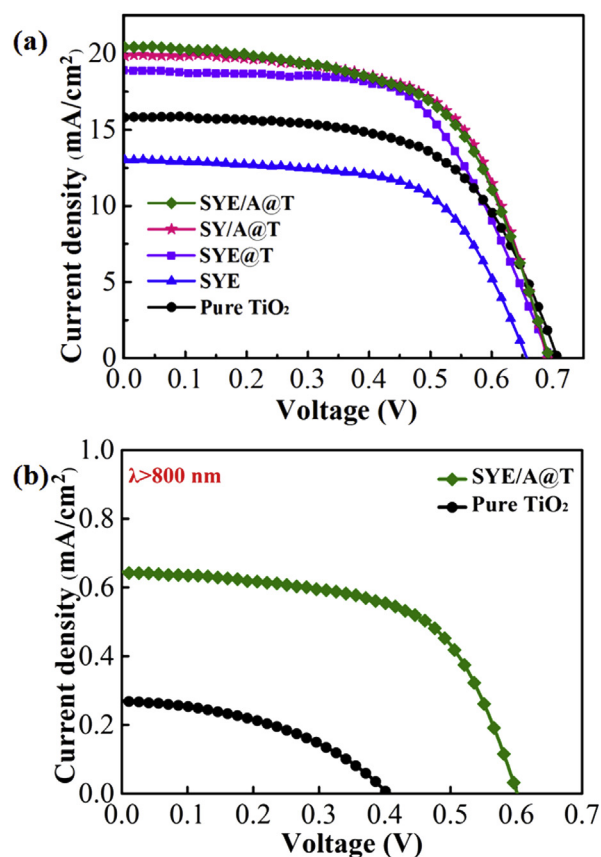 (a)
Current density (mA/cm²)
20
15
10
5
0
SYE/A@T
SY/A@T
SYE@T
SYE
Pure TiO₂
0.0 0.1 0.2 0.3 0.4 0.5 0.6 0.7
Voltage (V)
(b)
Current density (mA/cm²)
1.0
0.8
0.6
0.4
0.2
0.0
λ>800 nm
SYE/A@T
Pure TiO₂
0.0 0.1 0.2 0.3 0.4 0.5 0.6 0.7
Voltage (V)